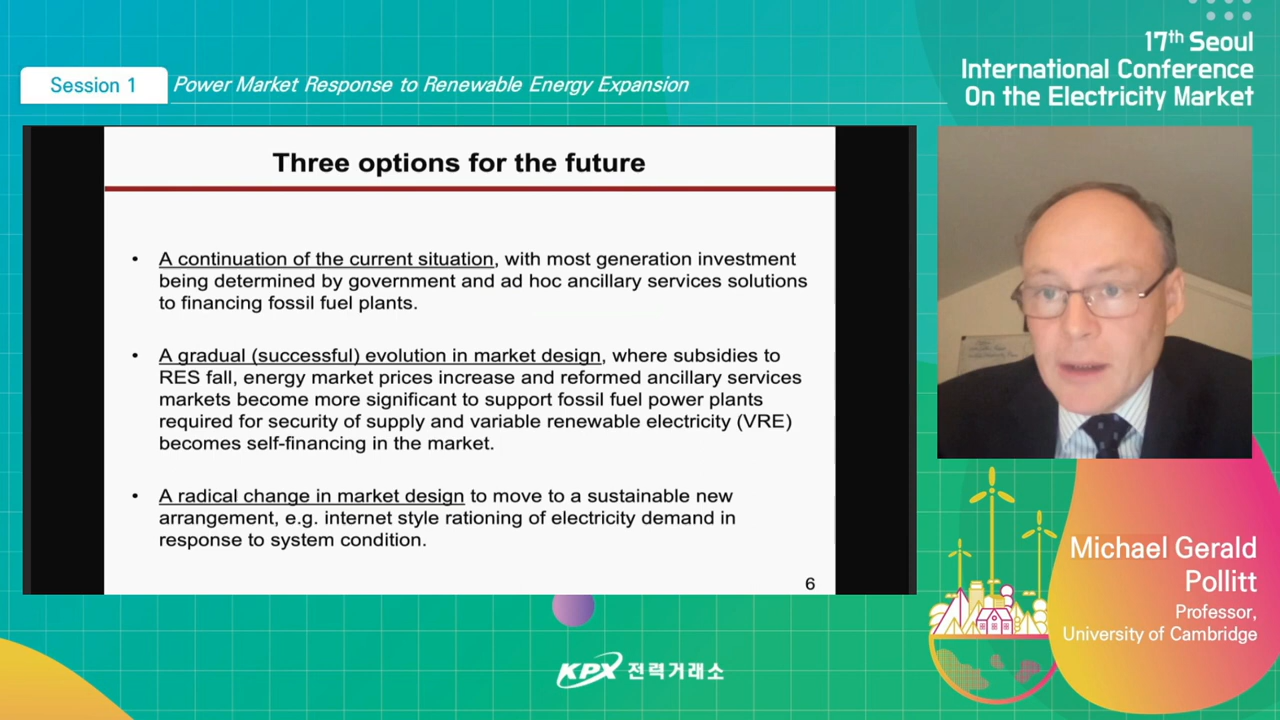 Session 1
Power Market Response to Renewable Energy Expansion
17th Seoul
International Conference
On the Electricity Market
Three options for the future
• A continuation of the current situation, with most generation investment
being determined by government and ad hoc ancillary services solutions
to financing fossil fuel plants.
• A gradual (successful) evolution in market design, where subsidies to
RES fall, energy market prices increase and reformed ancillary services
markets become more significant to support fossil fuel power plants
required for security of supply and variable renewable electricity (VRE)
becomes self-financing in the market.
• A radical change in market design to move to a sustainable new
arrangement, e.g. internet style rationing of electricity demand in
response to system condition.
6
Michael Gerald
Pollitt
Professor,
University of Cambridge
KPX 전력거래소